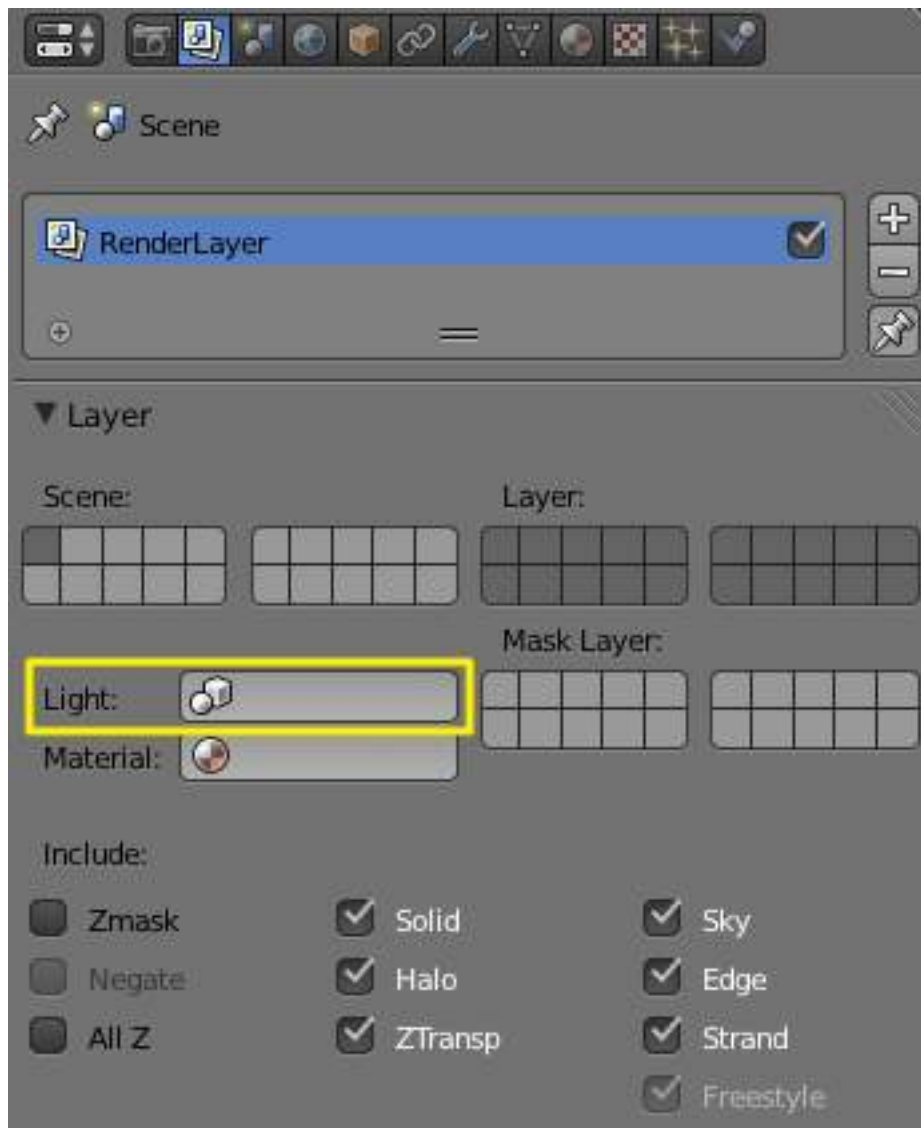 Scene
RenderLayer
Layer
Scene:
Layer:
Mask Layer:
Light:
Material:
Include:
Zmask
Solid
Sky
Negate
Halo
Edge
All Z
ZTransp
Strand
Freestyle